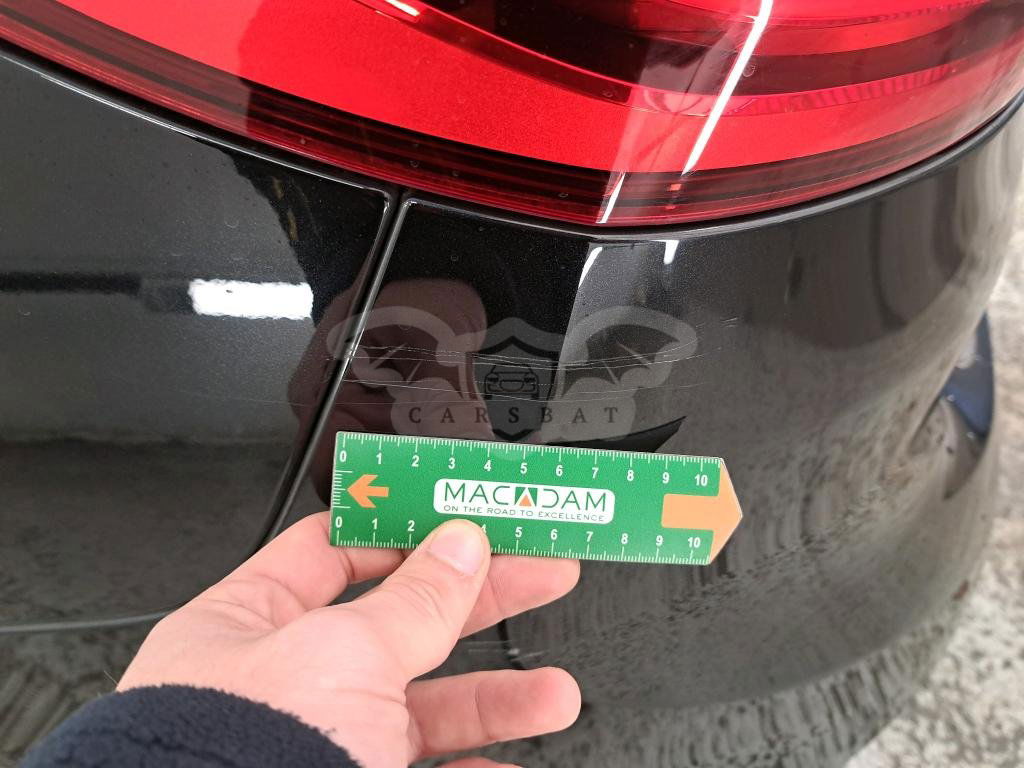 CARSBAT
0 1 2 3 4 5 6 7 8 9 10
MACADAM
ON THE ROAD TO EXCELLENCE
0 1 2 4 5 6 7 8 9 10